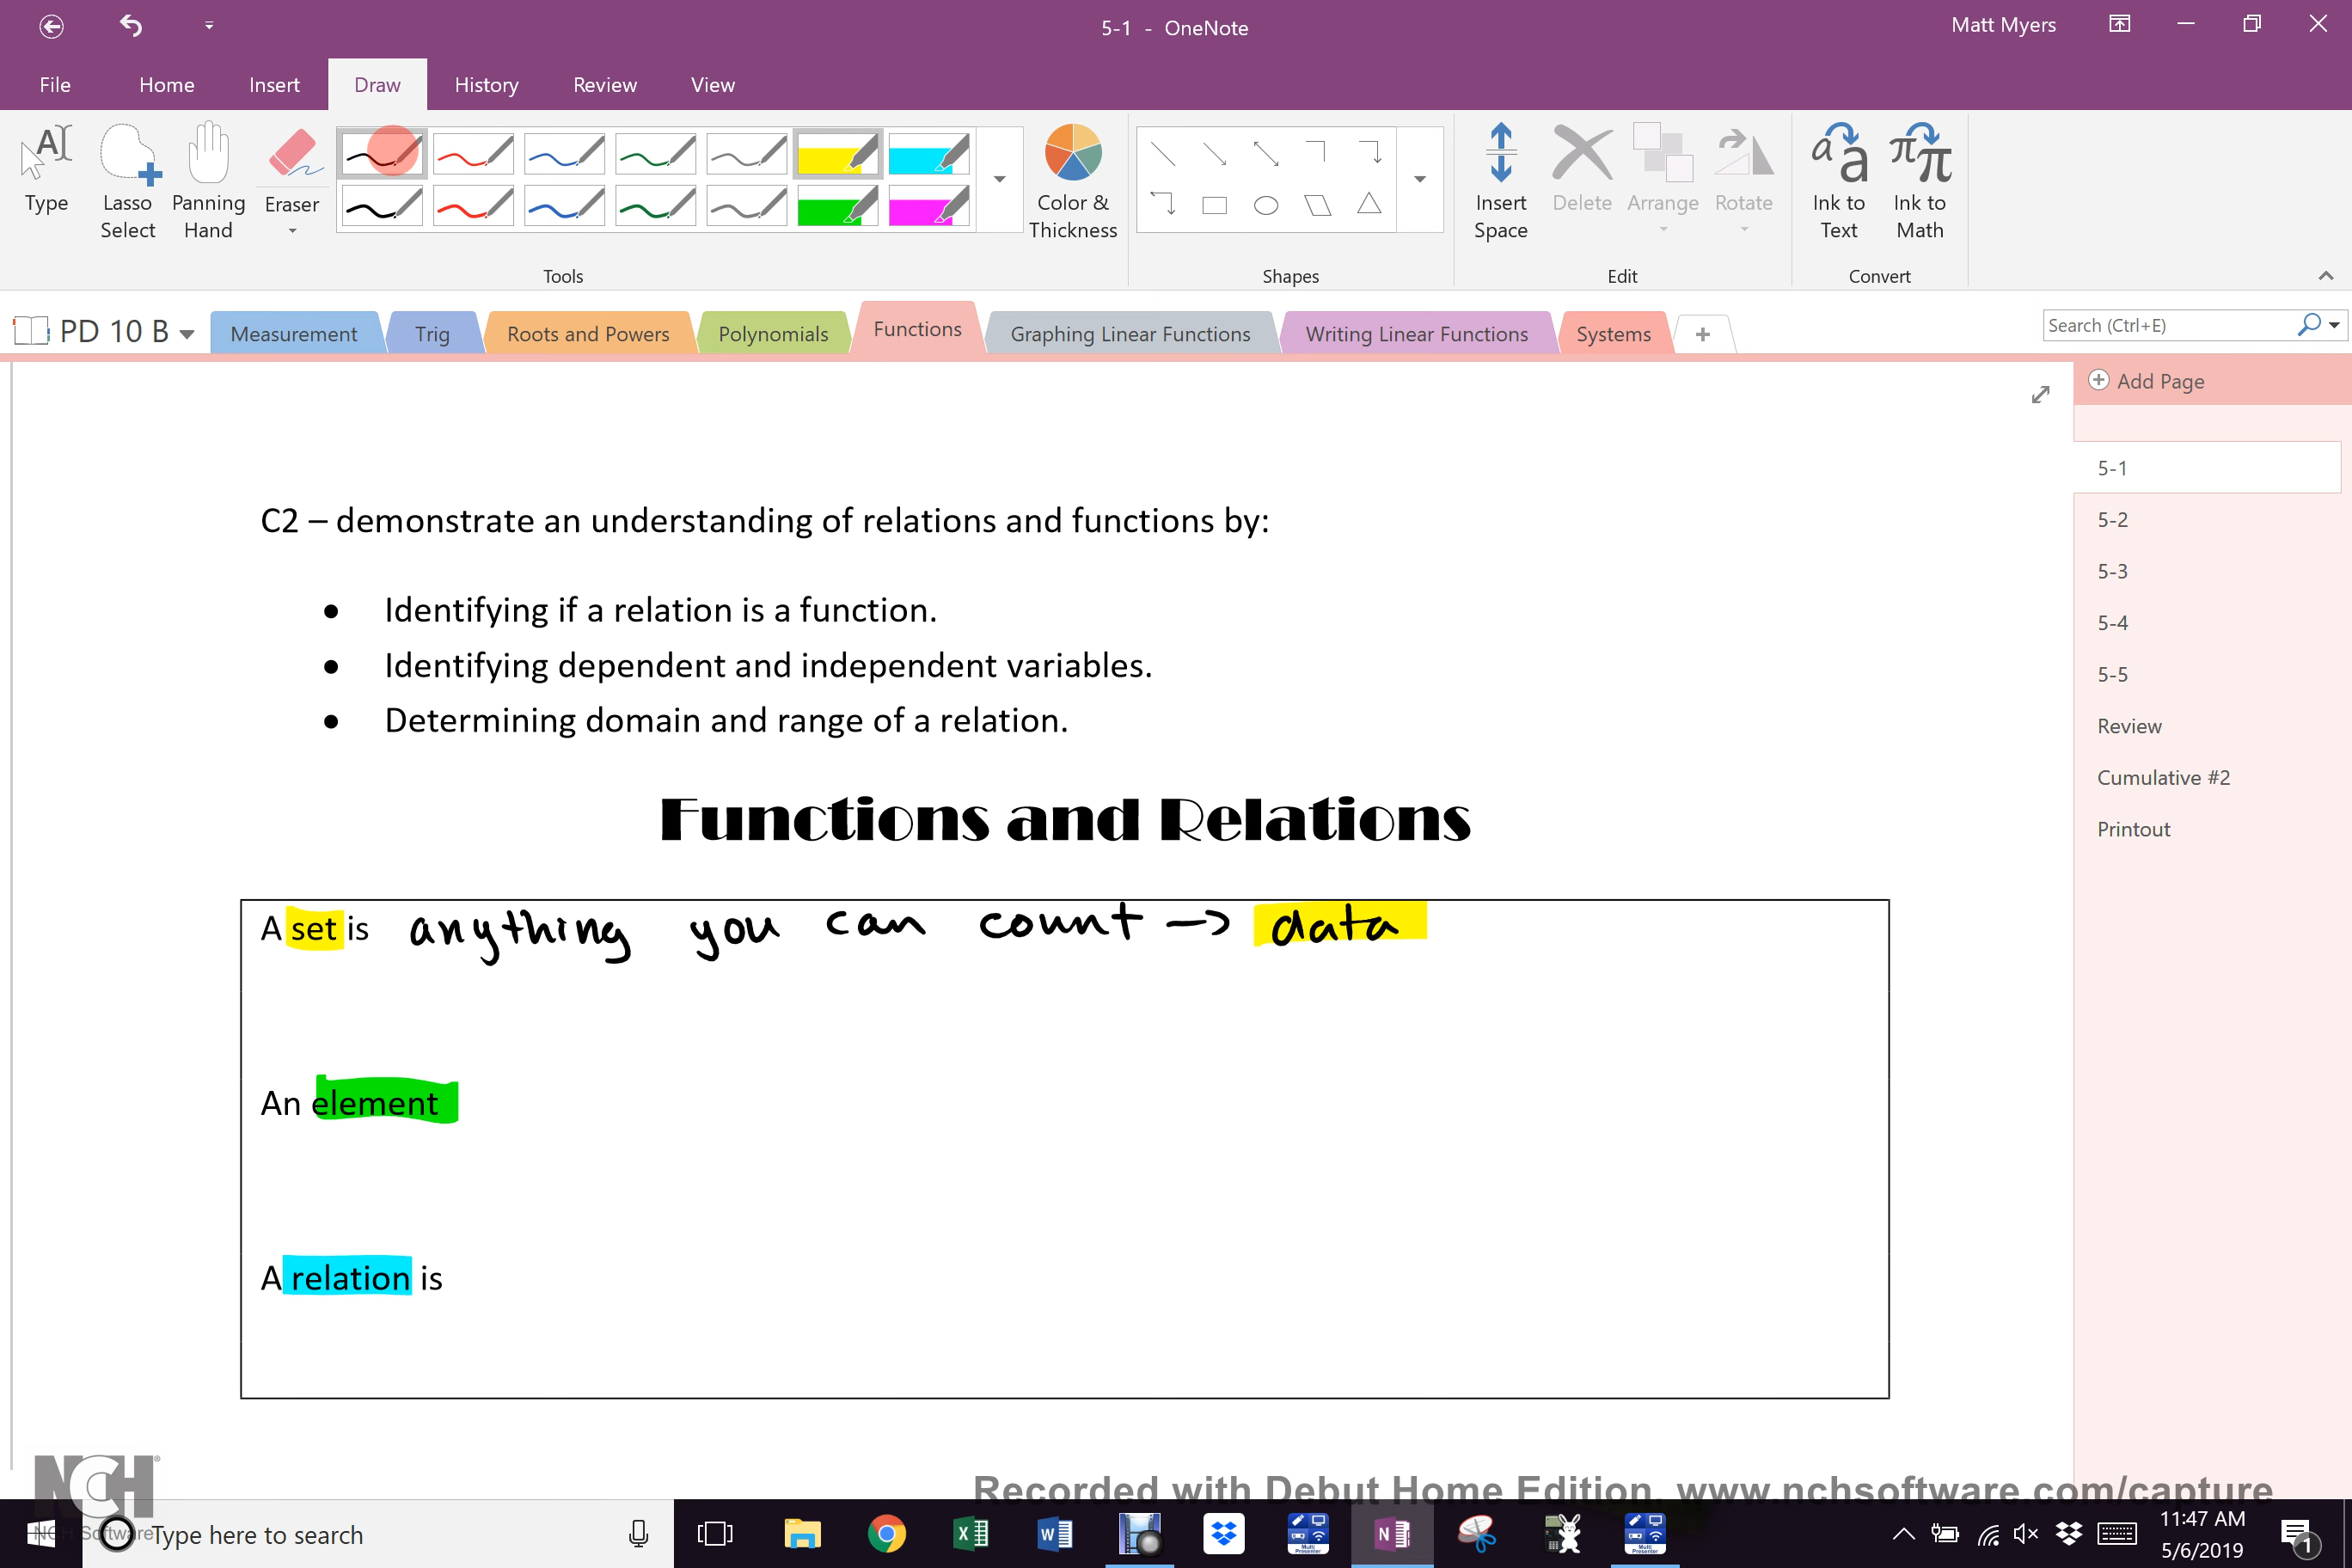 5-1 - OneNote
Matt Myers
File Home Insert Draw History Review View
Type
Lasso Select
Panning Hand
Eraser
Color & Thickness
Insert Space
Delete
Arrange
Rotate
Ink to Text
Ink to Math
Tools
Shapes
Edit
Convert
PD 10 B
Measurement Trig Roots and Powers Polynomials Functions Graphing Linear Functions Writing Linear Functions Systems
Search (Ctrl+E)
Add Page
5-1
5-2
5-3
5-4
5-5
Review
Cumulative #2
Printout
C2 – demonstrate an understanding of relations and functions by:
• Identifying if a relation is a function.
• Identifying dependent and independent variables.
• Determining domain and range of a relation.
Functions and Relations
A set is anything you can count → data
An element
A relation is
NCH
NCH Software
Recorded with Debut Home Edition. www.nchsoftware.com/capture
Type here to search
11:47 AM
5/6/2019
1